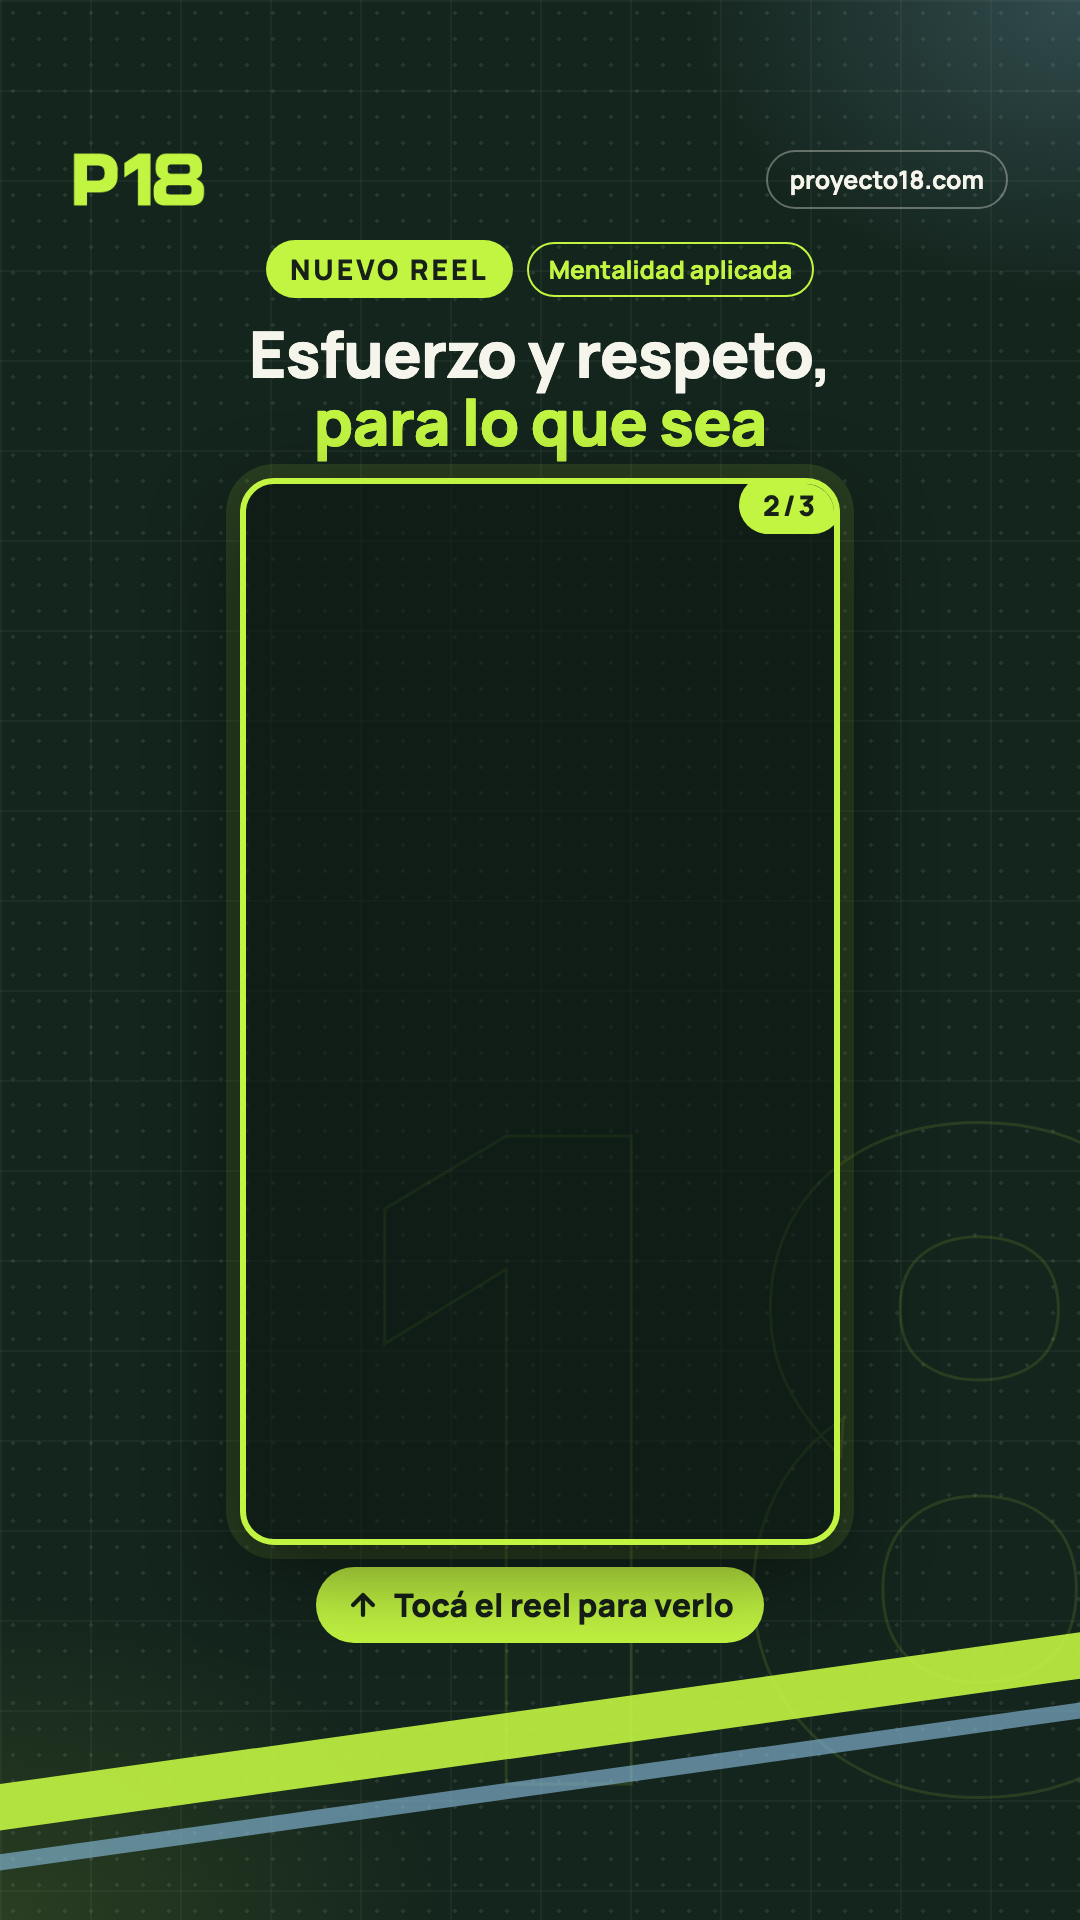 P18
proyecto18.com
NUEVO REEL
Mentalidad aplicada
Esfuerzo y respeto,
para lo que sea
2/3
18
↑ Tocá el reel para verlo